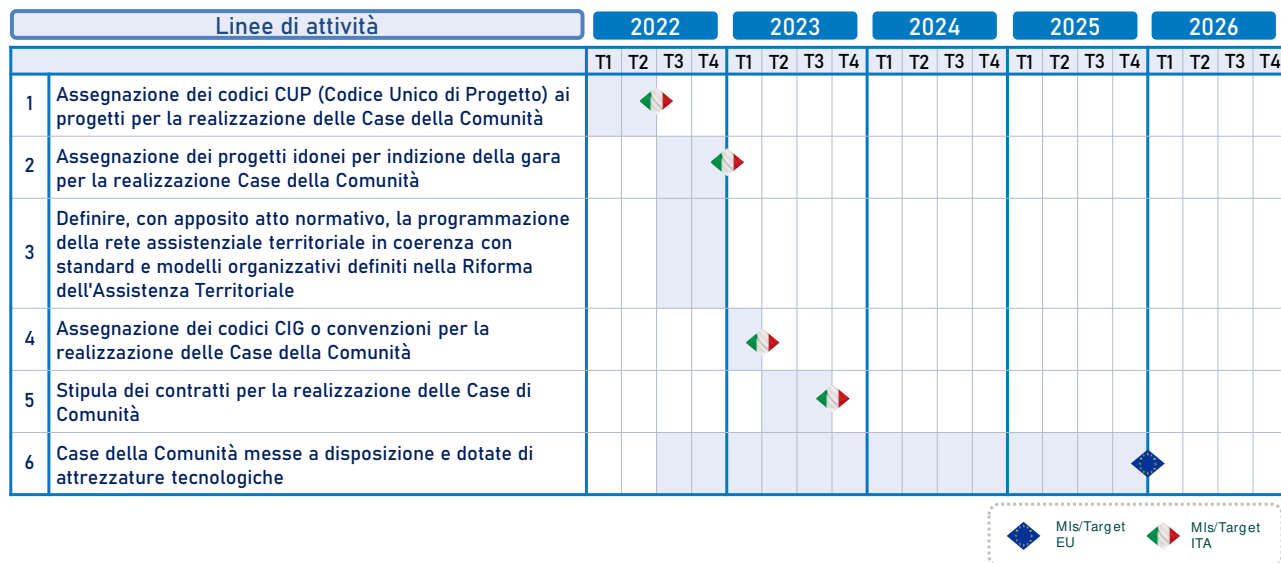 Linee di attività 2022 2023 2024 2025 2026
T1 T2 T3 T4 T1 T2 T3 T4 T1 T2 T3 T4 T1 T2 T3 T4 T1 T2 T3 T4
1 Assegnazione dei codici CUP (Codice Unico di Progetto) ai
progetti per la realizzazione delle Case della Comunità
2 Assegnazione dei progetti idonei per indizione della gara
per la realizzazione Case della Comunità
3 Definire, con apposito atto normativo, la programmazione
della rete assistenziale territoriale in coerenza con
standard e modelli organizzativi definiti nella Riforma
dell'Assistenza Territoriale
4 Assegnazione dei codici CIG o convenzioni per la
realizzazione delle Case della Comunità
5 Stipula dei contratti per la realizzazione delle Case di
Comunità
6 Case della Comunità messe a disposizione e dotate di
attrezzature tecnologiche
Mls/Target
EU
Mls/Target
ITA